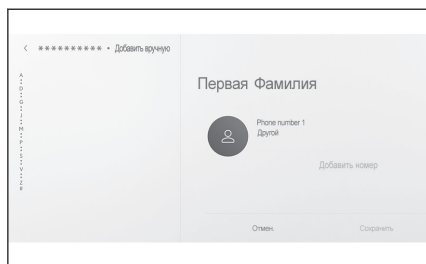 < ********** • Добавить вручную
A
D
G
J
M
P
S
V
Z
#
Первая Фамилия
Phone number 1
Другой
Добавить номер
Отмен.
Сохранить